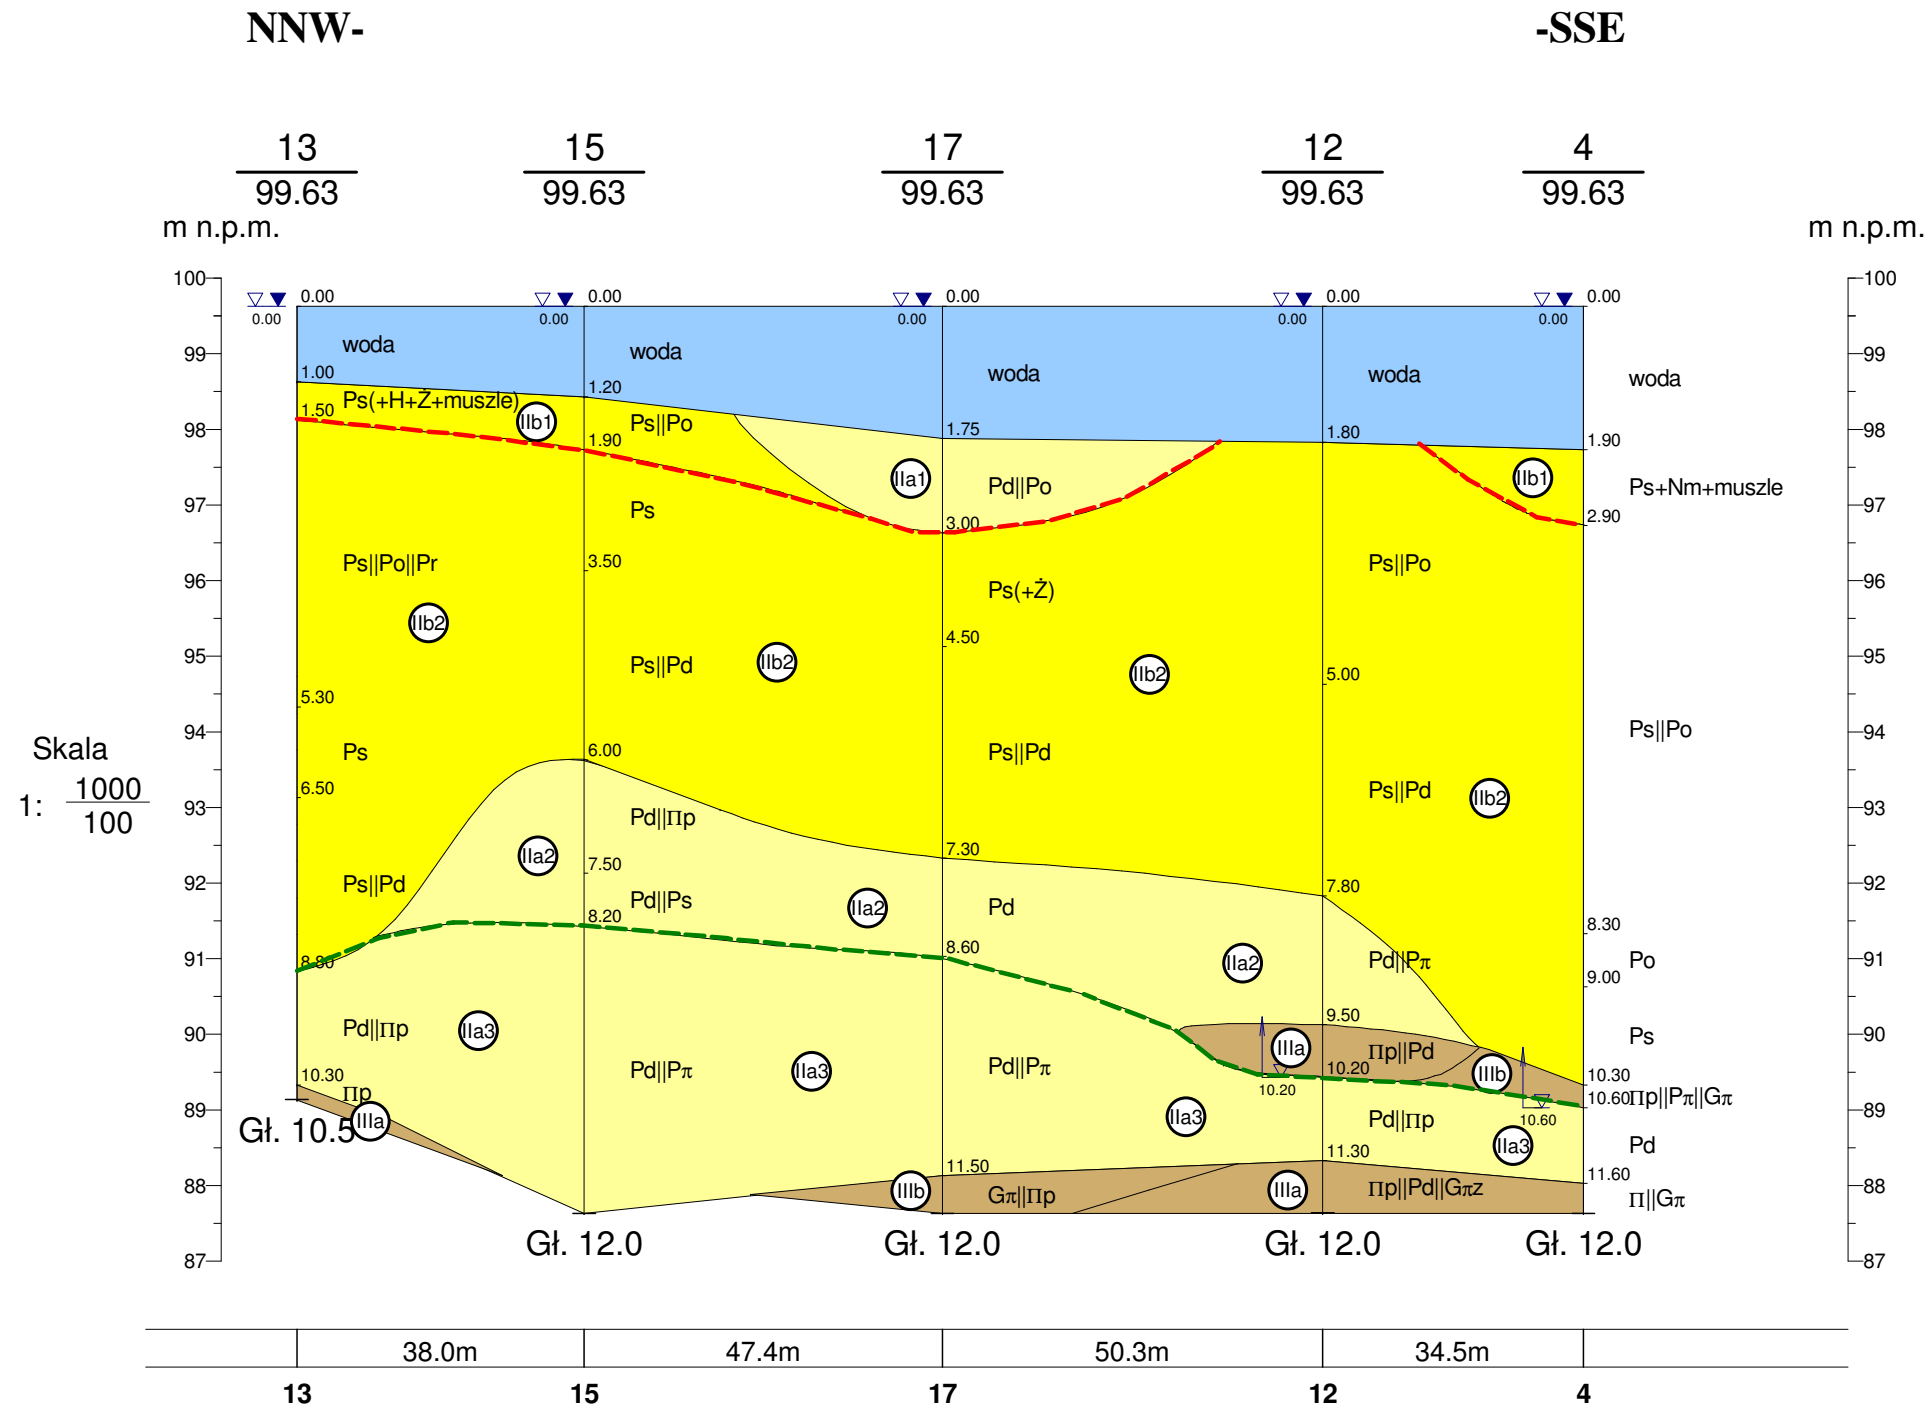 NNW- -SSE
13 15 17 12 4
99.63 99.63 99.63 99.63 99.63
m n.p.m. m n.p.m.
100 100
0.00 0.00 0.00 0.00 0.00
0.00 0.00 0.00 0.00 0.00
woda woda woda woda woda
99 99
1.00 1.20 1.75 1.80 1.90
Ps(+H+Ż+muszle) IIb1 Ps||Po
1.50 1.90
98 98
IIa1 Pd||Po IIb1 Ps+Nm+muszle
97 97
3.00 2.90
Ps
Ps||Po||Pr 3.50 Ps(+Ż) Ps||Po
96 96
IIb2 4.50
95 95
Ps||Pd IIb2 IIb2 5.00
5.30
94 94
Ps||Po
Skala
1: 1000
100
Ps 6.00 Ps||Pd Ps||Pd IIb2
6.50
93 93
Pd||Πp
IIa2 7.30
7.50 7.80
92 92
Ps||Pd Pd||Ps IIa2 Pd
8.20 8.30
8.60
91 91
8.80 IIa2 Pd||Pπ Po
9.00
9.50
90 90
Pd||Πp IIa3 IIIa Πp||Pd Ps
Pd||Pπ IIa3 Pd||Pπ 10.20 IIIb
10.30 10.20 10.30
Πp 10.60 Πp||Pπ||Gπ
89 89
IIIa IIa3 Pd||Πp 10.60
Gł. 10.5 IIa3 Pd
11.50 11.30 11.60
88 88
IIIb Gπ||Πp IIIa Πp||Pd||Gπz Π||Gπ
Gł. 12.0 Gł. 12.0 Gł. 12.0 Gł. 12.0
87 87
38.0m 47.4m 50.3m 34.5m
13 15 17 12 4